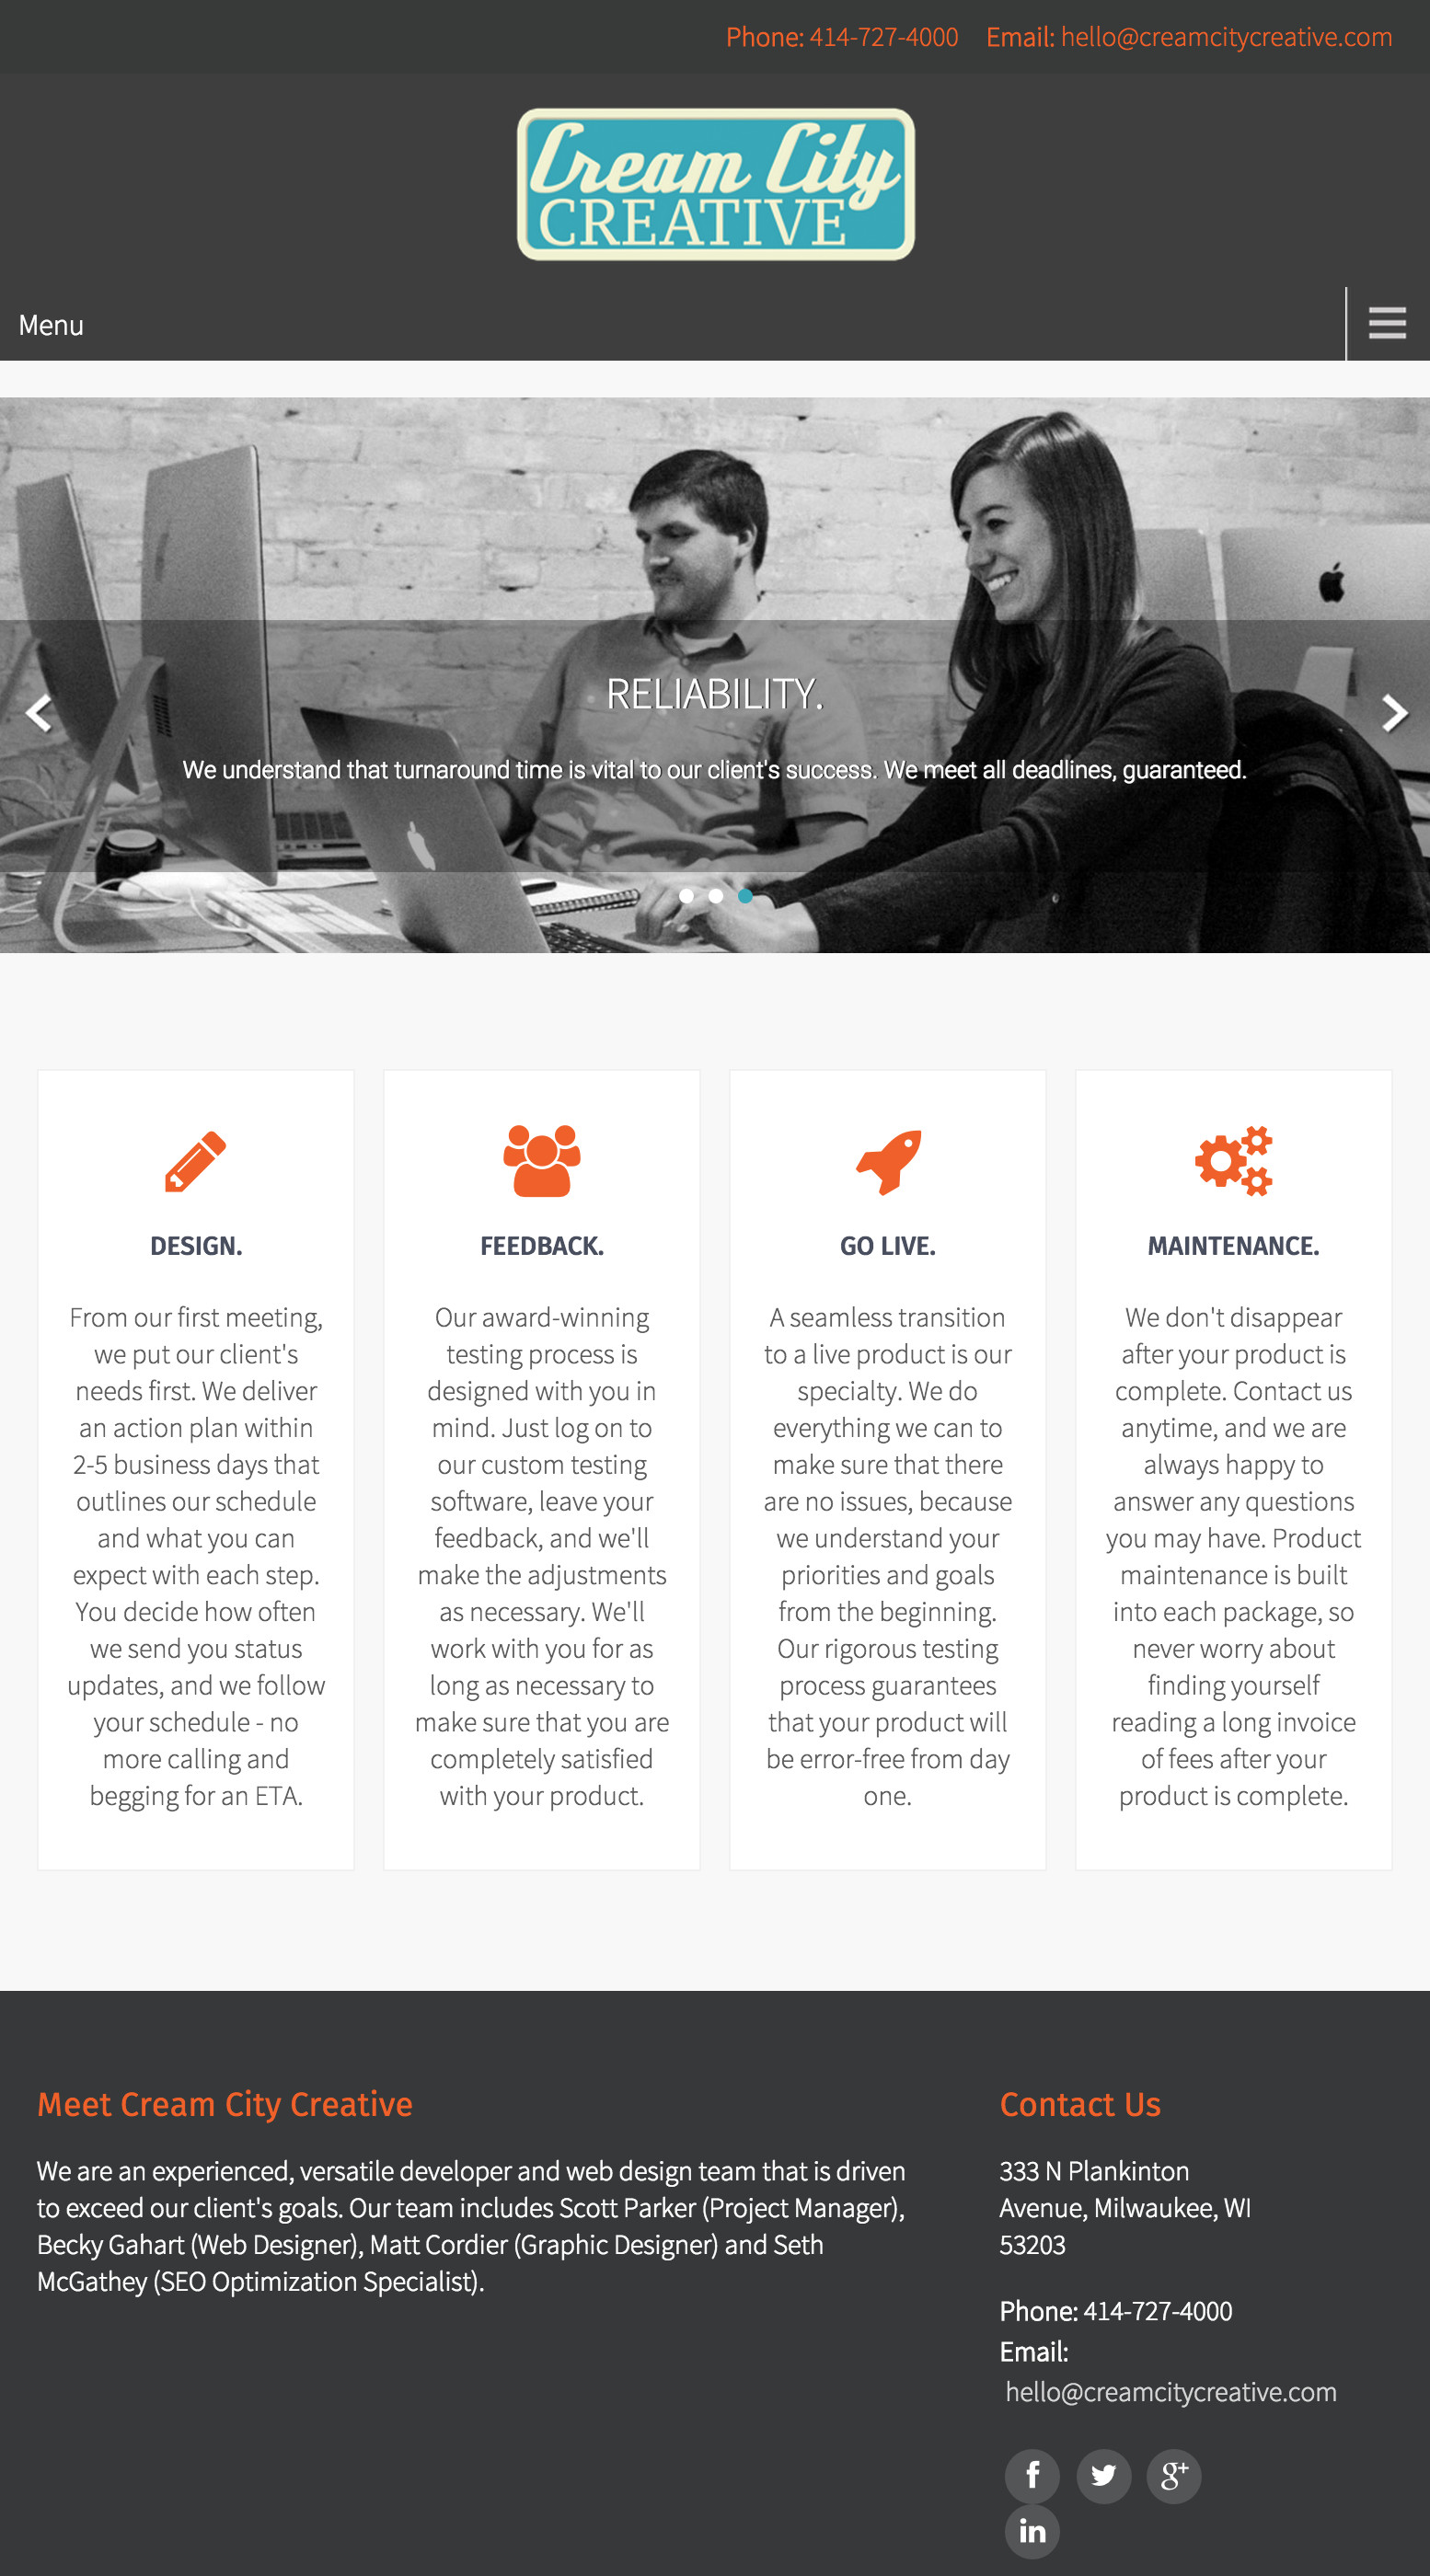 Phone: 414-727-4000 Email: hello@creamcitycreative.com
Cream City
CREATIVE
Menu
RELIABILITY.
We understand that turnaround time is vital to our client's success. We meet all deadlines, guaranteed.
DESIGN.
From our first meeting,
we put our client's
needs first. We deliver
an action plan within
2-5 business days that
outlines our schedule
and what you can
expect with each step.
You decide how often
we send you status
updates, and we follow
your schedule - no
more calling and
begging for an ETA.
FEEDBACK.
Our award-winning
testing process is
designed with you in
mind. Just log on to
our custom testing
software, leave your
feedback, and we'll
make the adjustments
as necessary. We'll
work with you for as
long as necessary to
make sure that you are
completely satisfied
with your product.
GO LIVE.
A seamless transition
to a live product is our
specialty. We do
everything we can to
make sure that there
are no issues, because
we understand your
priorities and goals
from the beginning.
Our rigorous testing
process guarantees
that your product will
be error-free from day
one.
MAINTENANCE.
We don't disappear
after your product is
complete. Contact us
anytime, and we are
always happy to
answer any questions
you may have. Product
maintenance is built
into each package, so
never worry about
finding yourself
reading a long invoice
of fees after your
product is complete.
Meet Cream City Creative
We are an experienced, versatile developer and web design team that is driven
to exceed our client's goals. Our team includes Scott Parker (Project Manager),
Becky Gahart (Web Designer), Matt Cordier (Graphic Designer) and Seth
McGathey (SEO Optimization Specialist).
Contact Us
333 N Plankinton
Avenue, Milwaukee, WI
53203
Phone: 414-727-4000
Email:
hello@creamcitycreative.com
f
g+
in